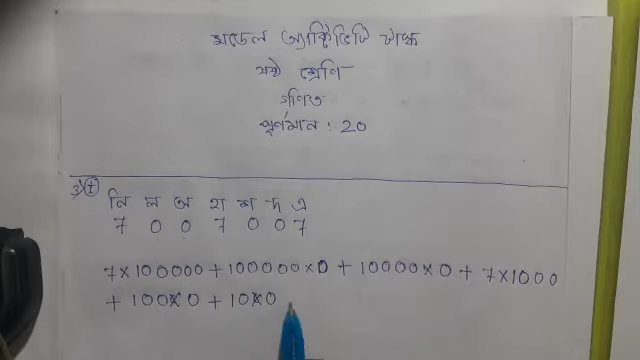 মডেল অ্যাক্টিভিটি টাস্ক
ষষ্ঠ শ্রেণি
গণিত
পূর্ণমান : 20
নি ল অ হা শ দ এ
7 0 0 7 0 0 7
7×100000 + 100000×0 + 10000×0 + 7×1000
+ 100×0 + 10×0